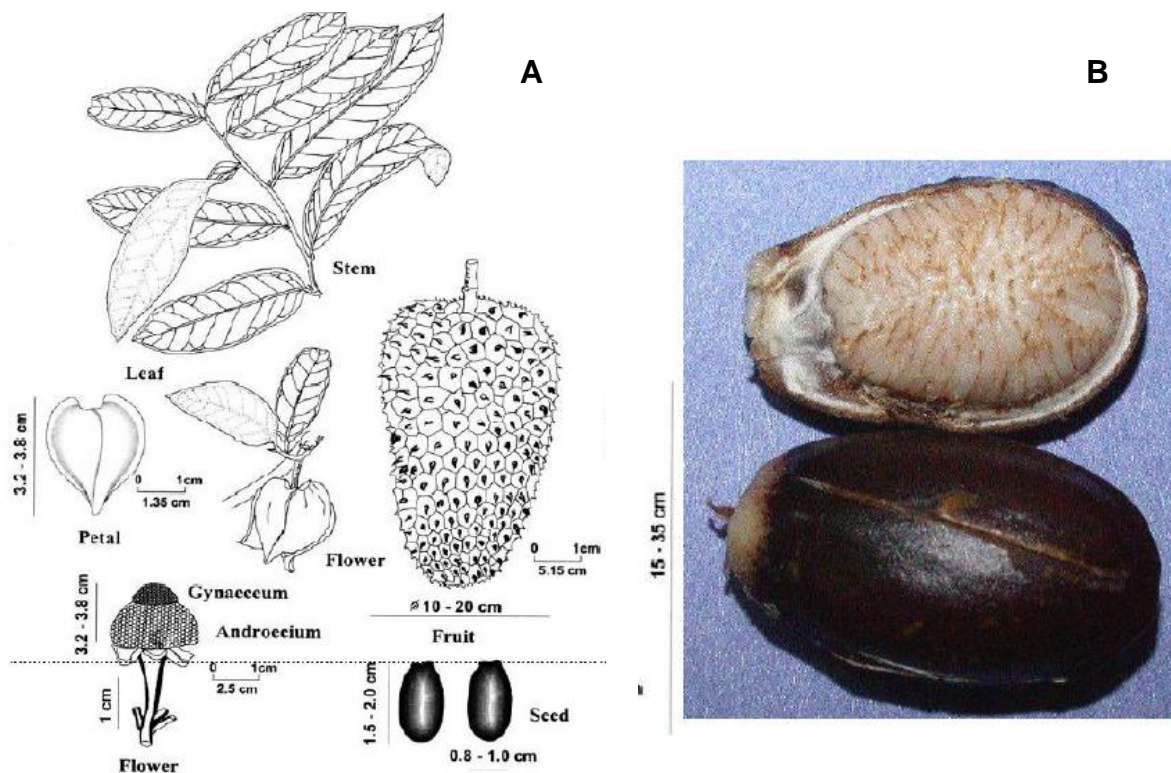 A
B
Stem
Leaf
3.2 - 3.8 cm
0 1cm
1.35 cm
Petal
Flower
0 1cm
5.15 cm
15 - 35 cm
Gynaeceum
3.2 - 3.8 cm
Androecium
10 - 20 cm
Fruit
0 1cm
2.5 cm
1 cm
1.5 - 2.0 cm
Seed
0.8 - 1.0 cm
Flower